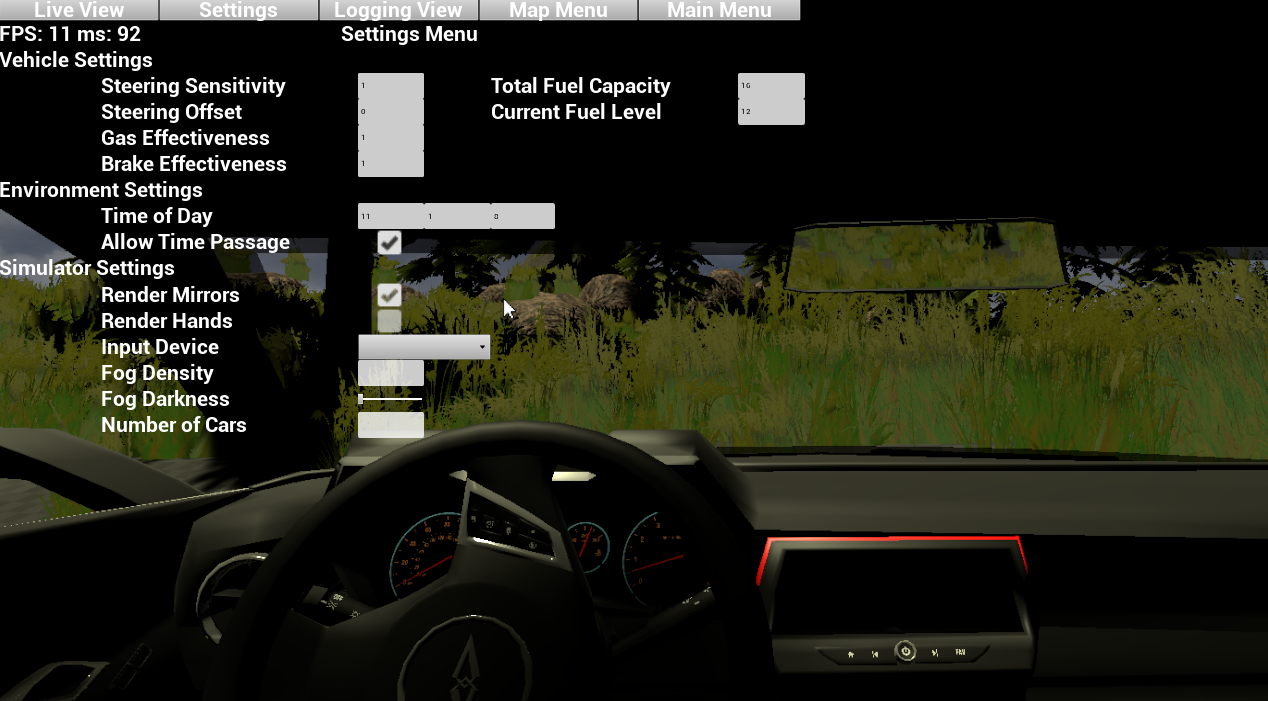 Live View Settings Logging View Map Menu Main Menu
FPS: 11 ms: 92 Settings Menu
Vehicle Settings
Steering Sensitivity 1 Total Fuel Capacity 16
Steering Offset 0 Current Fuel Level 12
Gas Effectiveness 1
Brake Effectiveness 1
Environment Settings
Time of Day 11 1 8
Allow Time Passage
Simulator Settings
Render Mirrors
Render Hands
Input Device
Fog Density
Fog Darkness
Number of Cars